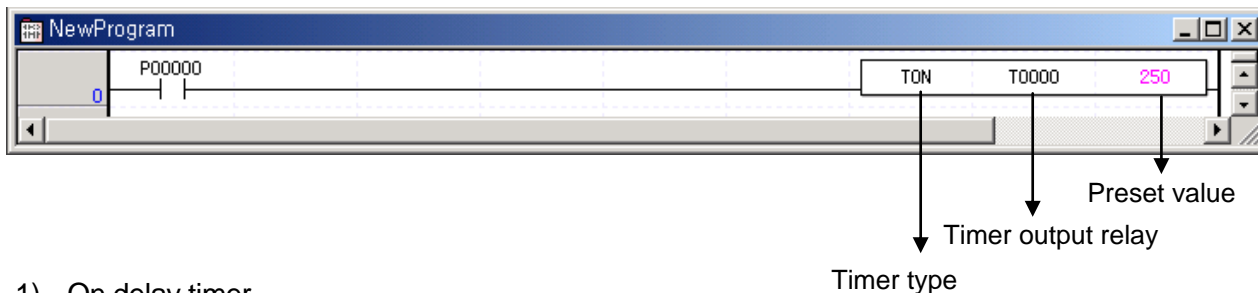 NewProgram
P00000
TON T0000 250
0
Preset value
Timer output relay
Timer type
1) On delay timer